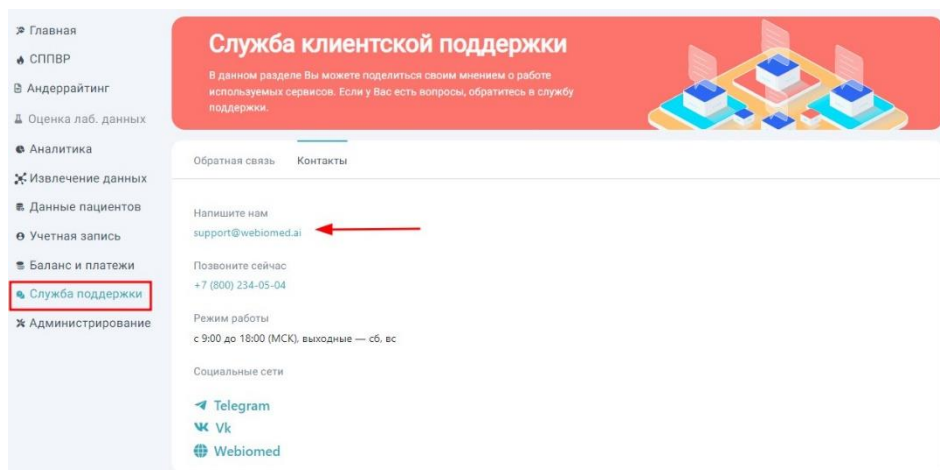 Главная
СППВР
Андеррайтинг
Оценка лаб. данных
Аналитика
Извлечение данных
Данные пациентов
Учетная запись
Баланс и платежи
Служба поддержки
Администрирование
Служба клиентской поддержки
В данном разделе Вы можете поделиться своим мнением о работе
используемых сервисов. Если у Вас есть вопросы, обратитесь в службу
поддержки.
Обратная связь Контакты
Напишите нам
support@webiomed.ai
Позвоните сейчас
+7 (800) 234-05-04
Режим работы
с 9:00 до 18:00 (МСК), выходные — сб, вс
Социальные сети
Telegram
Vk
Webiomed